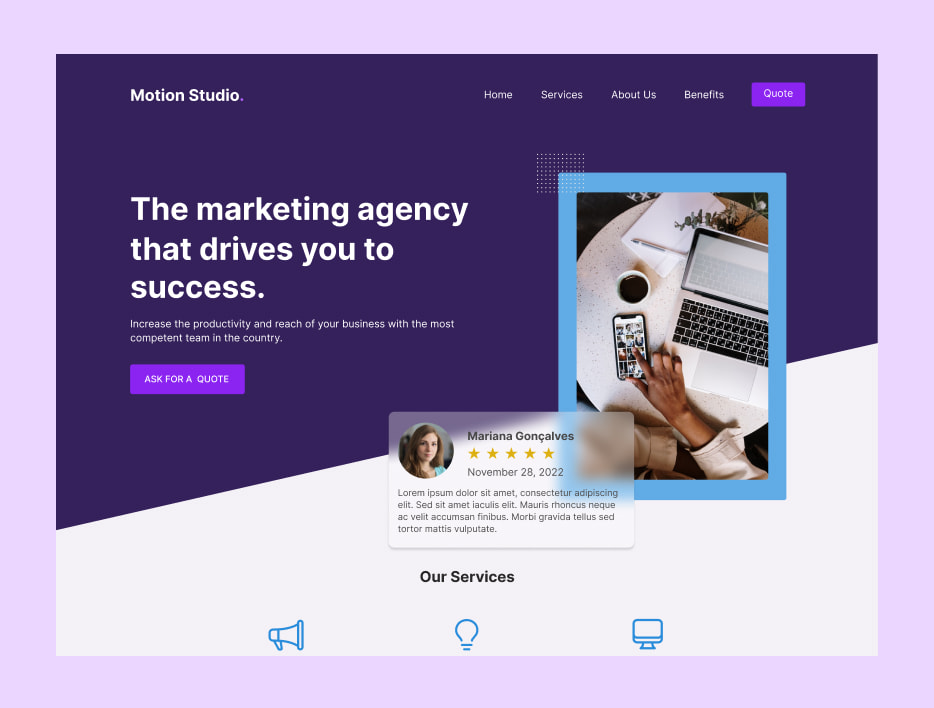 Motion Studio.
Home
Services
About Us
Benefits
Quote
The marketing agency
that drives you to
success.
Increase the productivity and reach of your business with the most
competent team in the country.
ASK FOR A  QUOTE
Mariana Gonçalves
★ ★ ★ ★ ★
November 28, 2022
Lorem ipsum dolor sit amet, consectetur adipiscing
elit. Sed sit amet iaculis elit. Mauris rhoncus neque
ac velit accumsan finibus. Morbi gravida tellus sed
tortor mattis vulputate.
Our Services